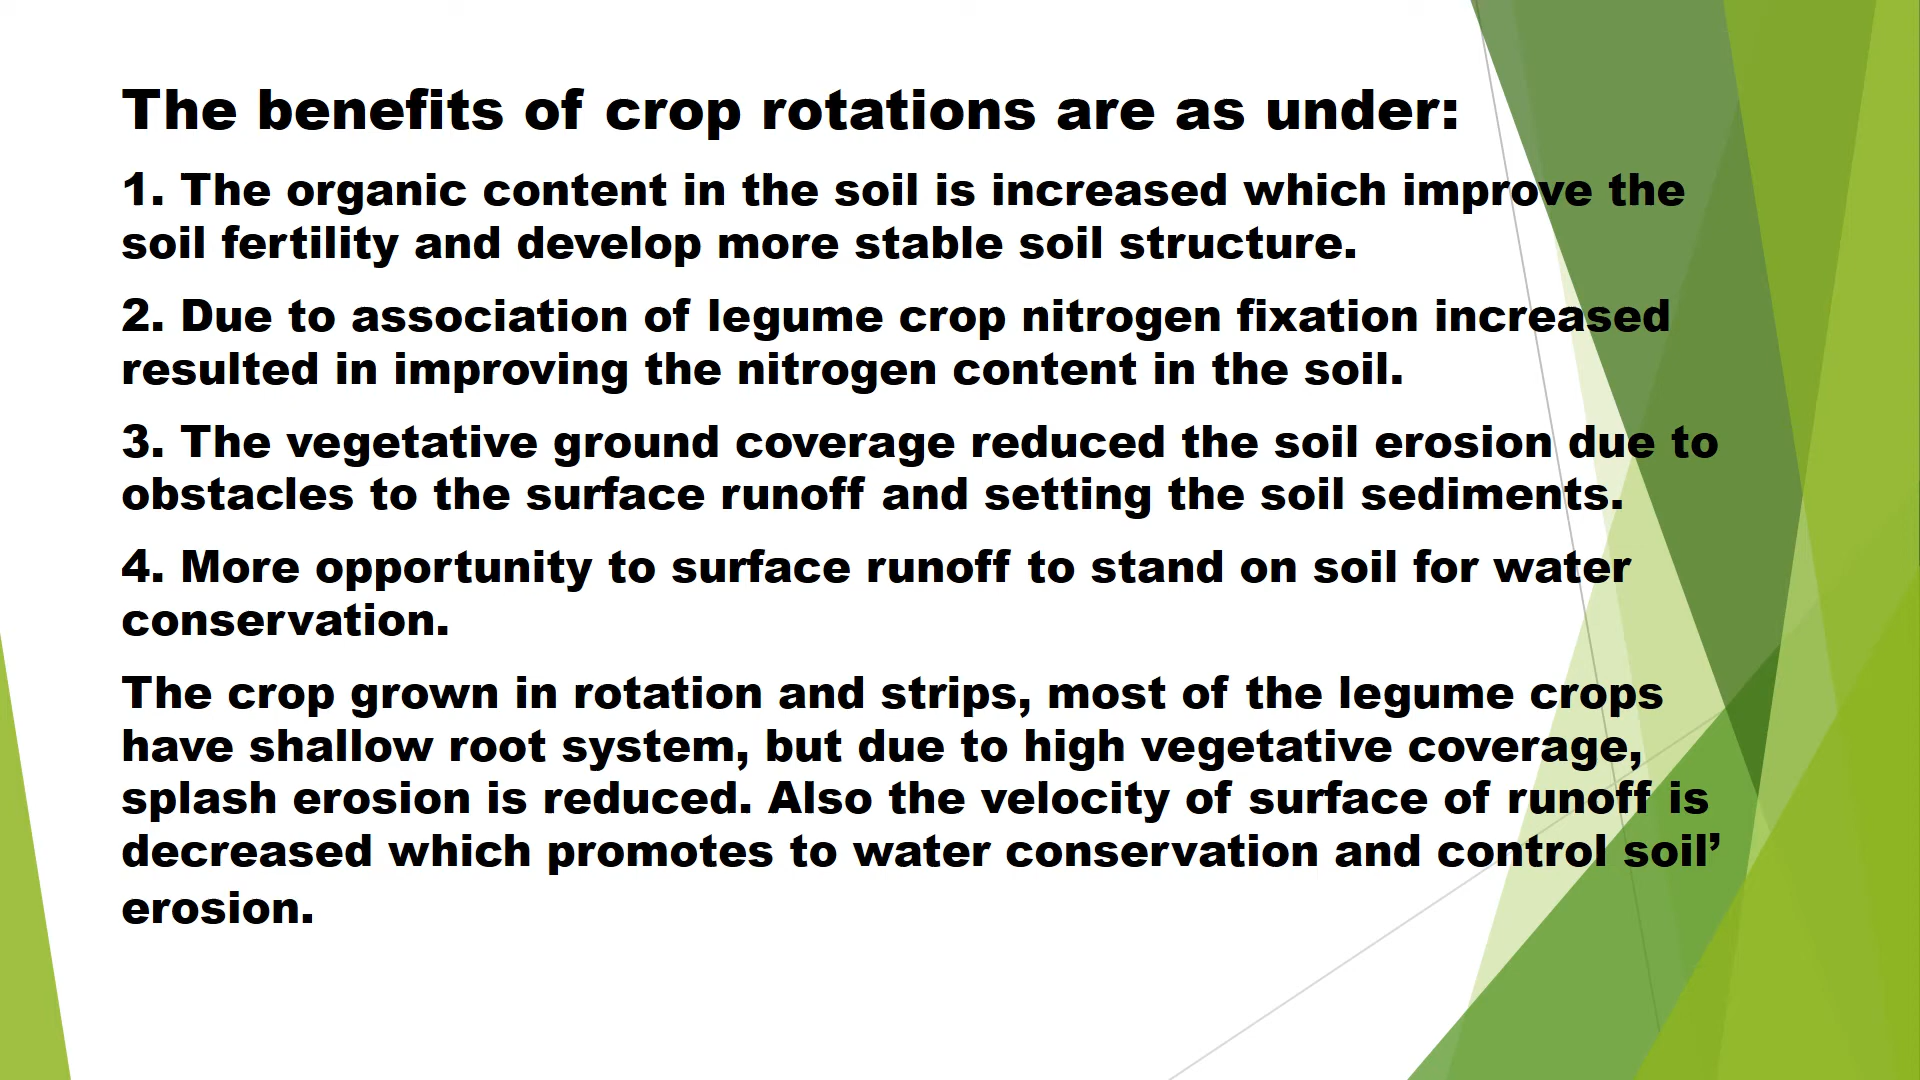 The benefits of crop rotations are as under:
1. The organic content in the soil is increased which improve the
soil fertility and develop more stable soil structure.
2. Due to association of legume crop nitrogen fixation increased
resulted in improving the nitrogen content in the soil.
3. The vegetative ground coverage reduced the soil erosion due to
obstacles to the surface runoff and setting the soil sediments.
4. More opportunity to surface runoff to stand on soil for water
conservation.
The crop grown in rotation and strips, most of the legume crops
have shallow root system, but due to high vegetative coverage,
splash erosion is reduced. Also the velocity of surface of runoff is
decreased which promotes to water conservation and control soil’
erosion.